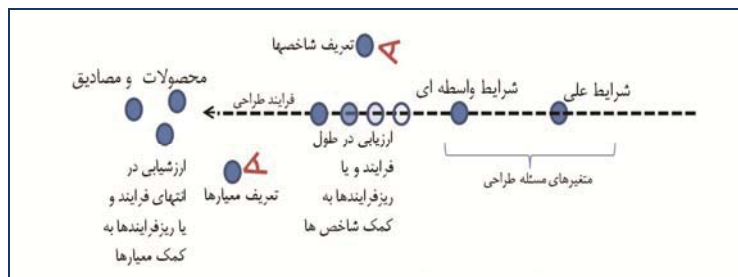 تعریف شاخصها
محصولات و مصادیق
شرایط علی
شرایط واسطه ای
فرایند طراحی
ارزیابی در طول
فرایند و یا
ریزفرایندها به
کمک شاخص ها
متغیرهای مسئله طراحی
تعریف معیارها
ارزشیابی در
انتهای فرایند و
یا ریزفرایندها به
کمک معیارها